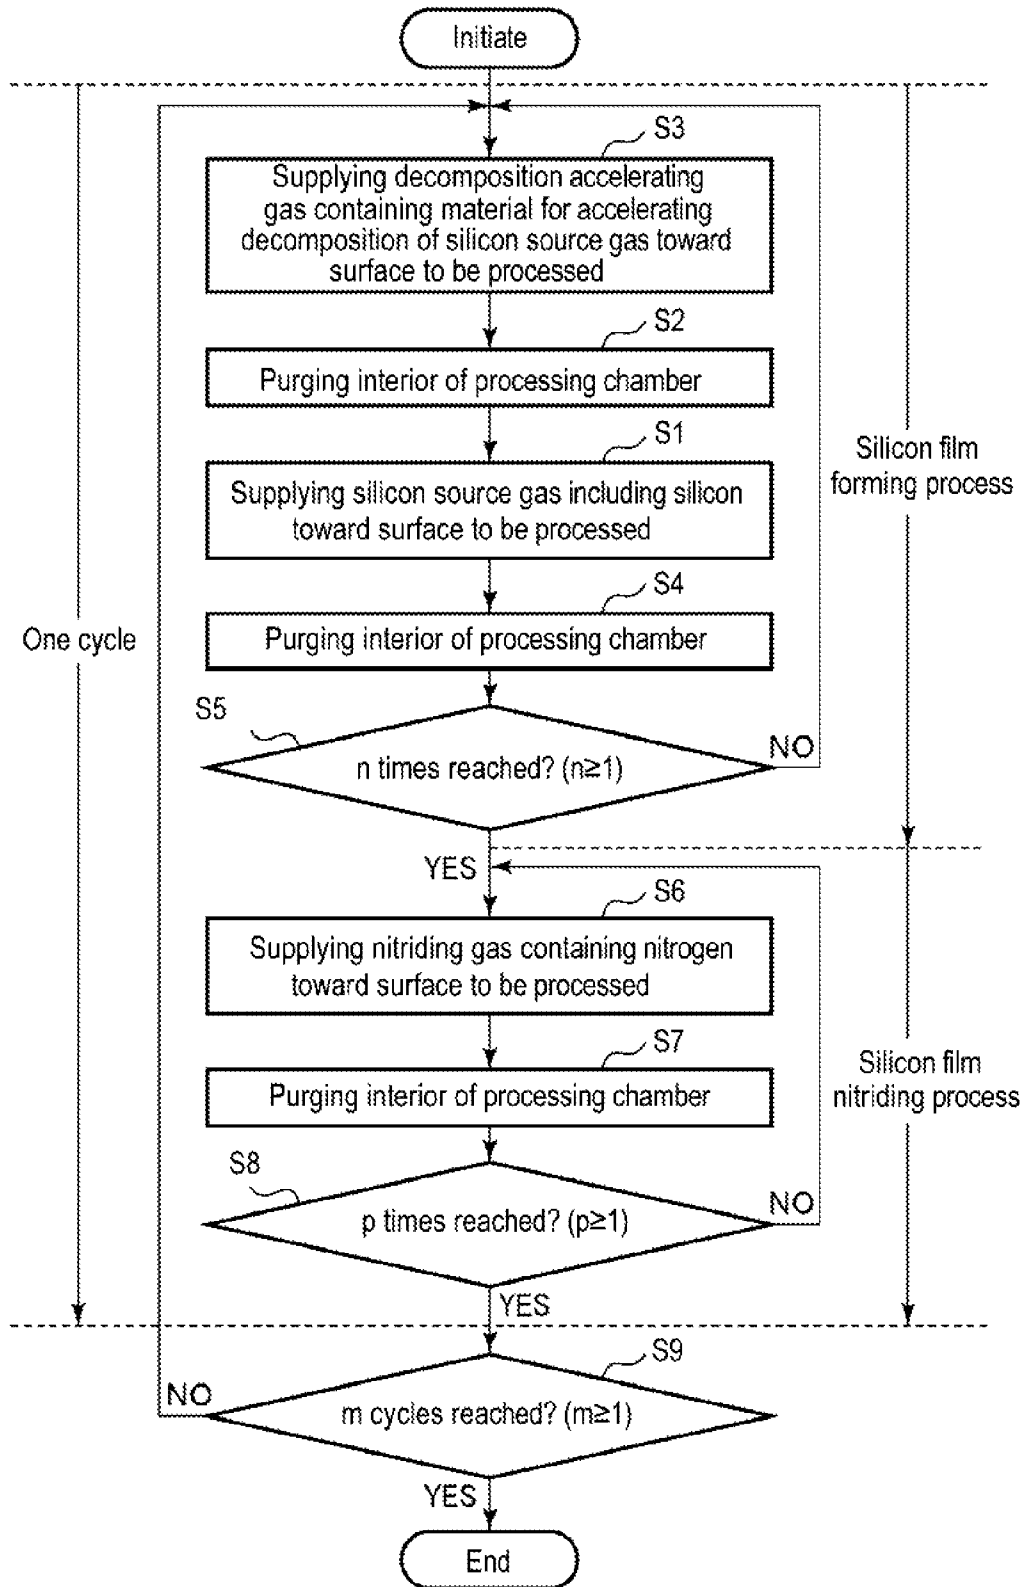 Initiate
S3
Supplying decomposition accelerating
gas containing material for accelerating
decomposition of silicon source gas toward
surface to be processed
S2
Purging interior of processing chamber
S1
Supplying silicon source gas including silicon
toward surface to be processed
Silicon film
forming process
S4
Purging interior of processing chamber
One cycle
S5
n times reached? (n≥1)
NO
YES
S6
Supplying nitriding gas containing nitrogen
toward surface to be processed
S7
Purging interior of processing chamber
Silicon film
nitriding process
S8
p times reached? (p≥1)
NO
YES
S9
NO
m cycles reached? (m≥1)
YES
End